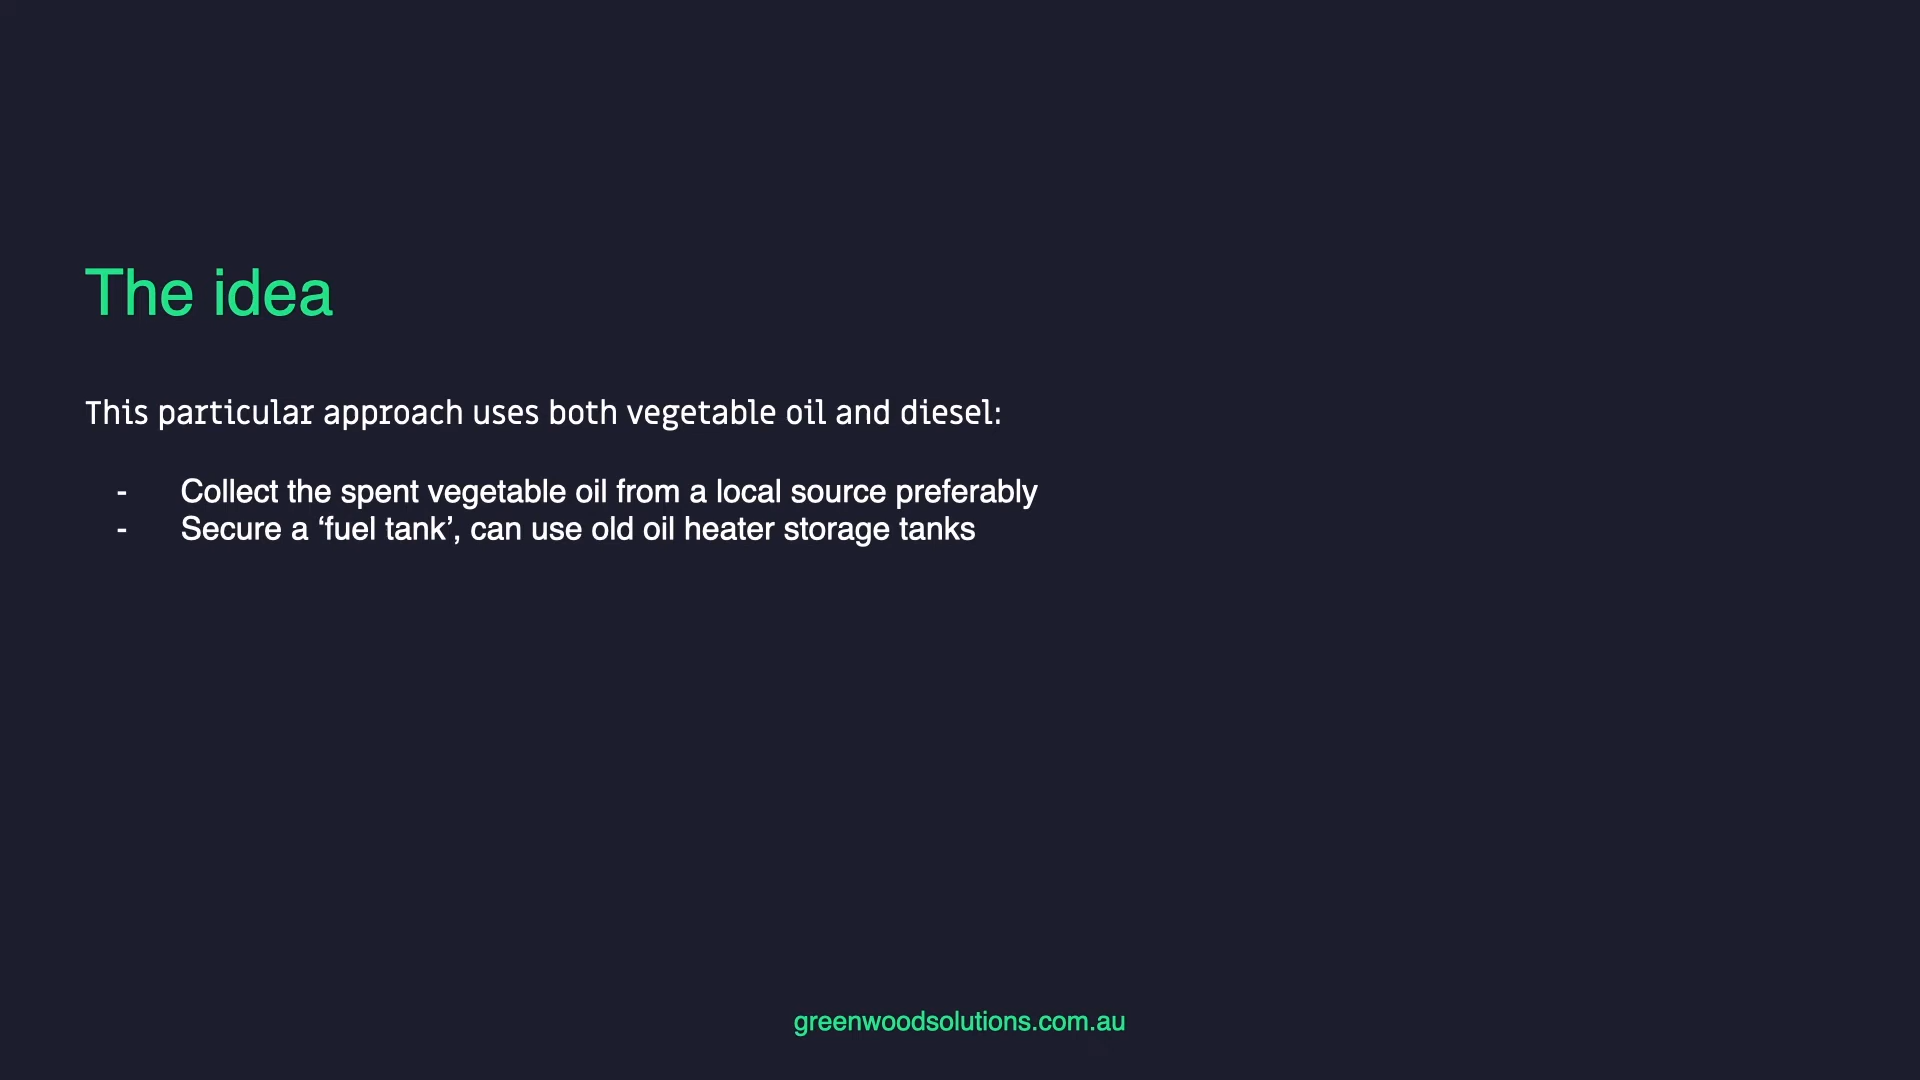 The idea
This particular approach uses both vegetable oil and diesel:
- Collect the spent vegetable oil from a local source preferably
- Secure a ‘fuel tank’, can use old oil heater storage tanks
greenwoodsolutions.com.au